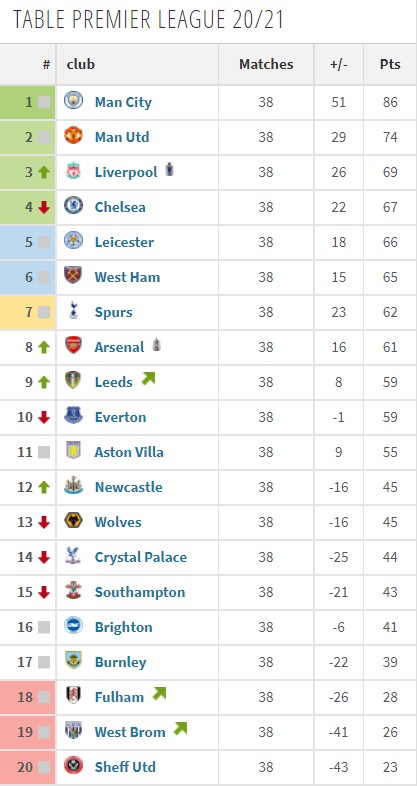 TABLE PREMIER LEAGUE 20/21
# club Matches +/- Pts
1 Man City 38 51 86
2 Man Utd 38 29 74
3 Liverpool 38 26 69
4 Chelsea 38 22 67
5 Leicester 38 18 66
6 West Ham 38 15 65
7 Spurs 38 23 62
8 Arsenal 38 16 61
9 Leeds 38 8 59
10 Everton 38 -1 59
11 Aston Villa 38 9 55
12 Newcastle 38 -16 45
13 Wolves 38 -16 45
14 Crystal Palace 38 -25 44
15 Southampton 38 -21 43
16 Brighton 38 -6 41
17 Burnley 38 -22 39
18 Fulham 38 -26 28
19 West Brom 38 -41 26
20 Sheff Utd 38 -43 23